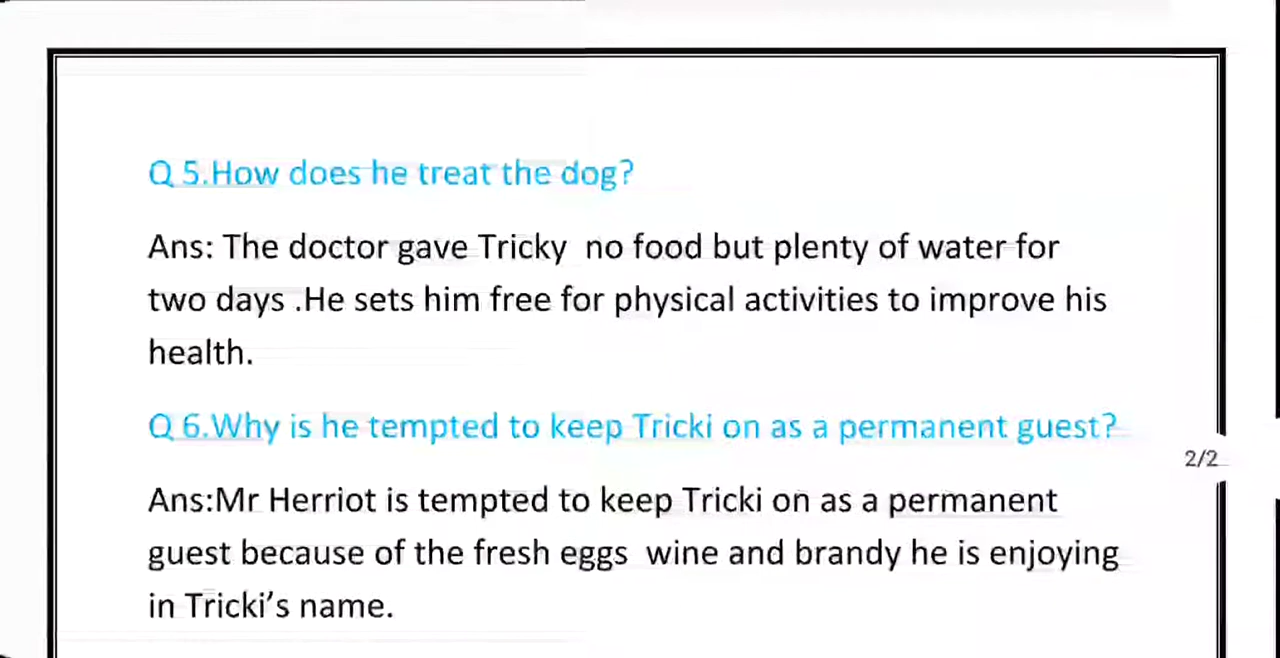 Q 5.How does he treat the dog?
Ans: The doctor gave Tricky  no food but plenty of water for
two days .He sets him free for physical activities to improve his
health.
Q 6.Why is he tempted to keep Tricki on as a permanent guest?
2/2
Ans:Mr Herriot is tempted to keep Tricki on as a permanent
guest because of the fresh eggs  wine and brandy he is enjoying
in Tricki’s name.